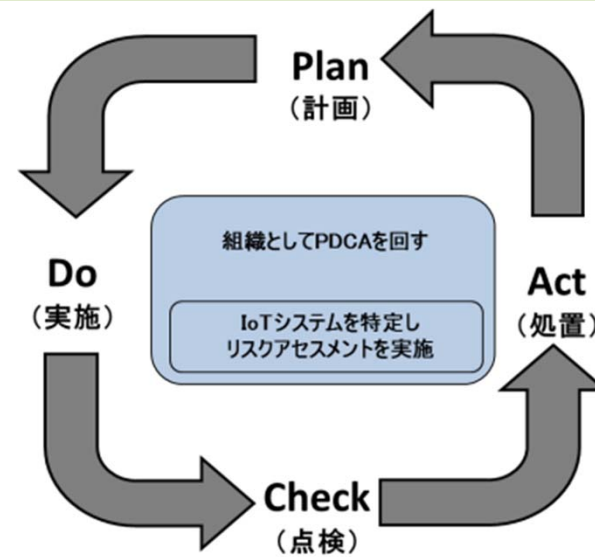 Plan
（計画）
組織としてPDCAを回す
Do
（実施）
IoTシステムを特定し
リスクアセスメントを実施
Act
（処置）
Check
（点検）